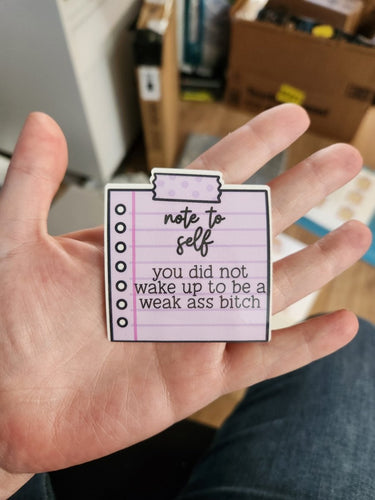 note to
self
you did not
wake up to be a
weak ass bitch